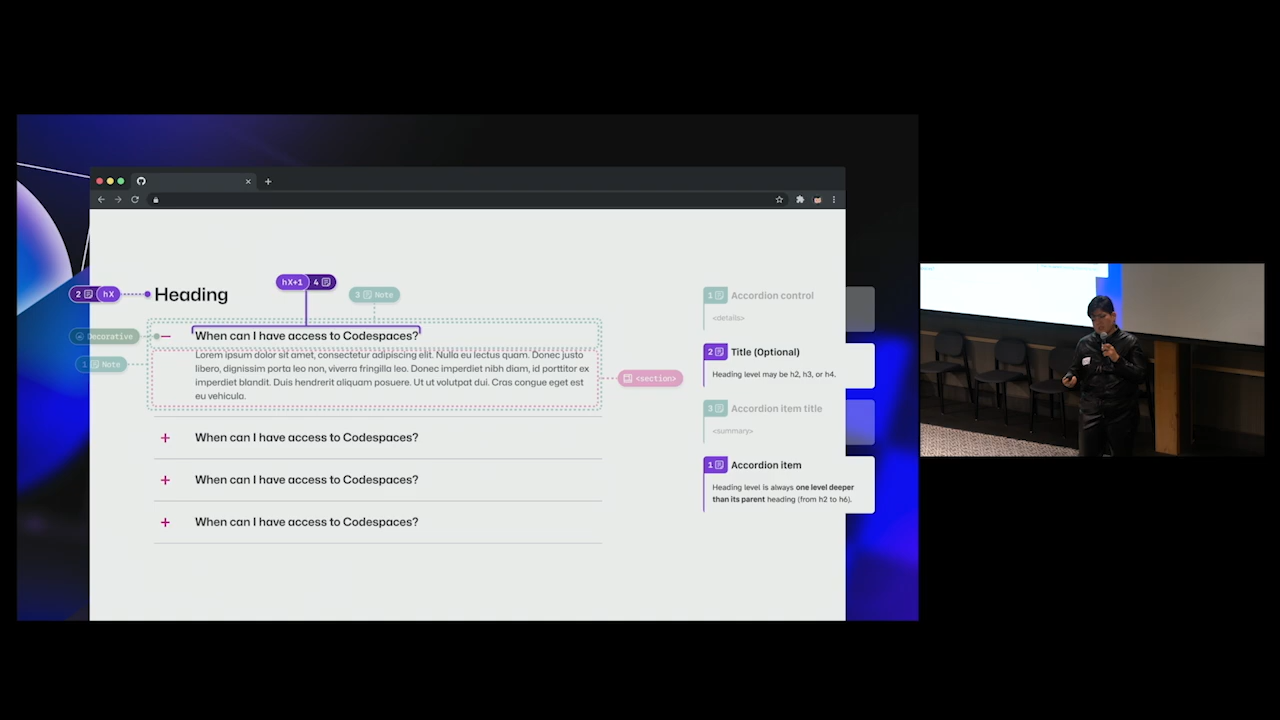 hX+1 4
3 Note
2 hX
Heading
Decorative
When can I have access to Codespaces?
1 Note
Lorem ipsum dolor sit amet, consectetur adipiscing elit. Nulla eu lectus quam. Donec justo
libero, dignissim porta leo non, viverra fringilla leo. Donec imperdiet nibh diam, id porttitor ex
imperdiet blandit. Duis hendrerit aliquam posuere. Ut ut volutpat dui. Cras congue eget est
eu vehicula.
<section>
When can I have access to Codespaces?
When can I have access to Codespaces?
When can I have access to Codespaces?
1 Accordion control
<details>
2 Title (Optional)
Heading level may be h2, h3, or h4.
3 Accordion item title
<summary>
1 Accordion item
Heading level is always one level deeper
than its parent heading (from h2 to h6).